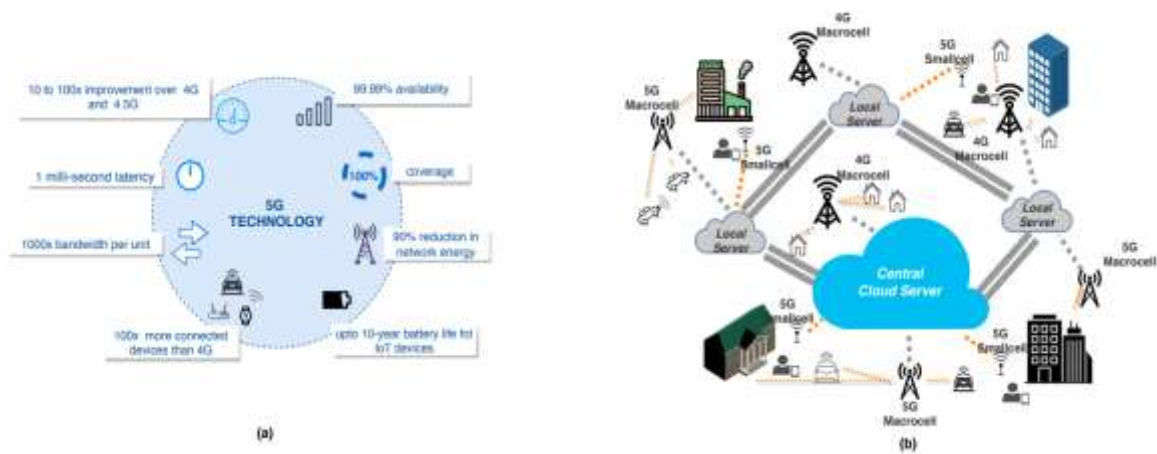 10 to 100x improvement over 4G
and 4.5G
99.99% availability
1 milli-second latency
100%
coverage
5G
TECHNOLOGY
1000x bandwidth per unit
90% reduction in
network energy
100x more connected
devices than 4G
upto 10-year battery life for
IoT devices
(a)
4G
Macrocell
5G
Smallcell
5G
Macrocell
Local
Server
5G
Smallcell
4G
Macrocell
4G
Macrocell
Local
Server
Local
Server
5G
Macrocell
Central
Cloud Server
5G
malicell
5G
Smallcell
5G
Macrocell
(b)